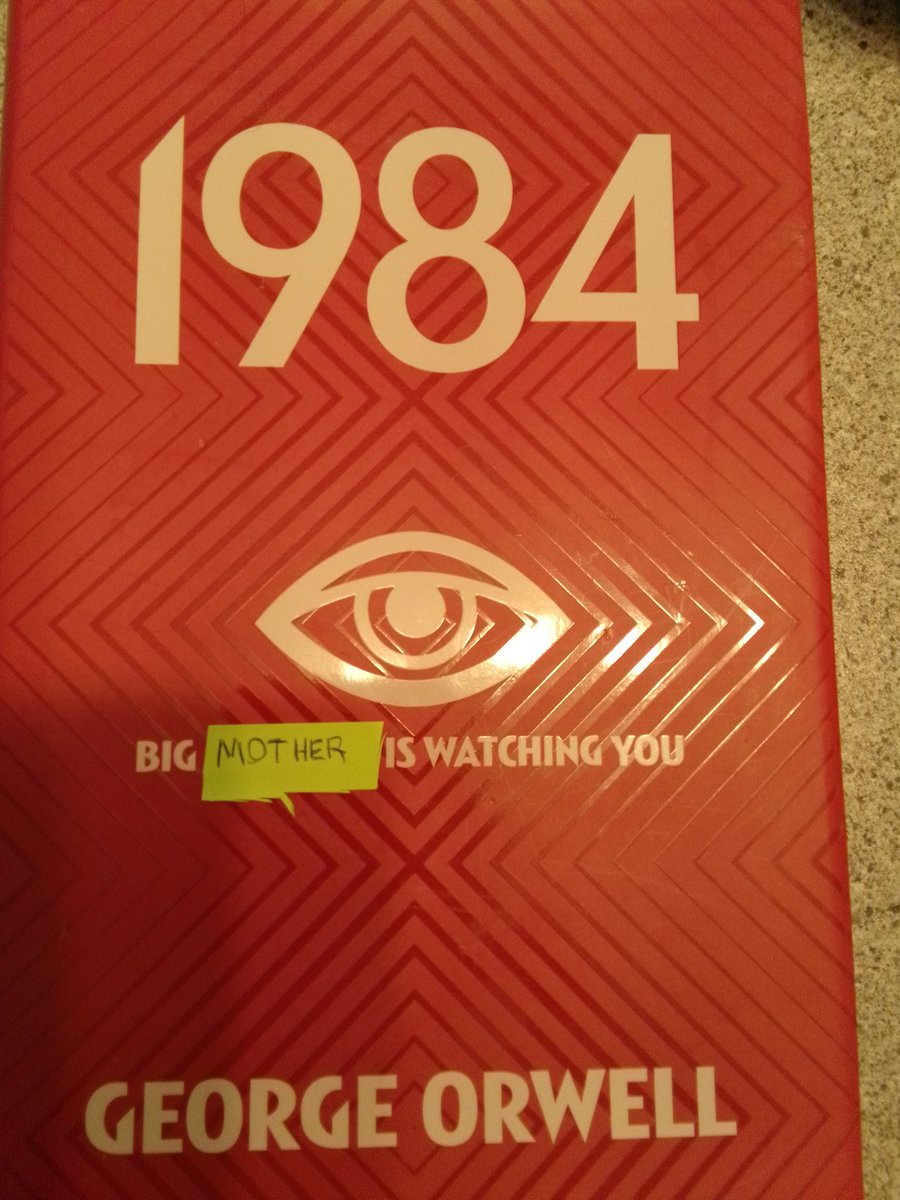 1984
BIG MOTHER IS WATCHING YOU
GEORGE ORWELL